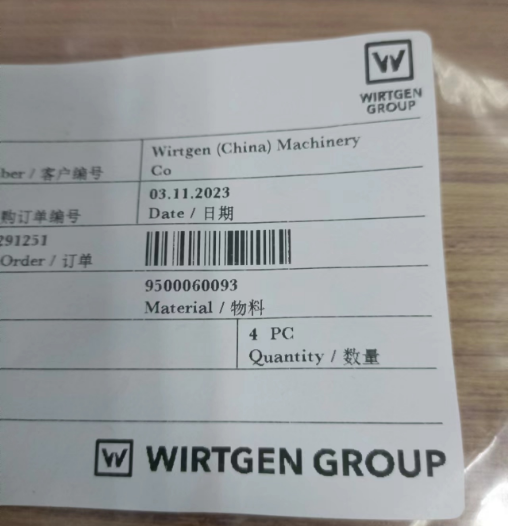 W
WIRTGEN
GROUP
Wirtgen (China) Machinery
Co
ber / 客户编号
03.11.2023
购订单编号
Date / 日期
291251
Order / 订单
9500060093
Material / 物料
4 PC
Quantity / 数量
W WIRTGEN GROUP